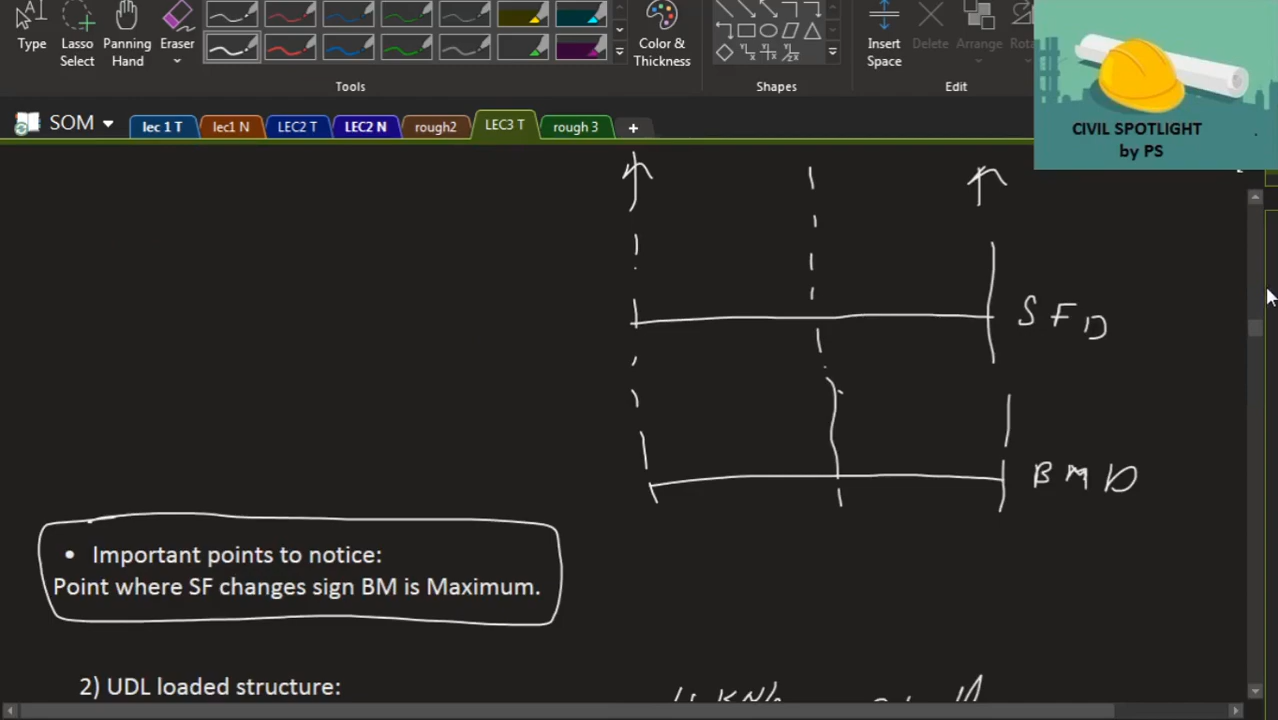 Type
Lasso
Select
Panning
Hand
Eraser
Color &
Thickness
Insert
Space
Delete
Arrange
Tools
Shapes
Edit
SOM
lec 1 T
lec1 N
LEC2 T
LEC2 N
rough2
LEC3 T
rough 3
CIVIL SPOTLIGHT
by PS
SFD
BMD
• Important points to notice:
Point where SF changes sign BM is Maximum.
2) UDL loaded structure: